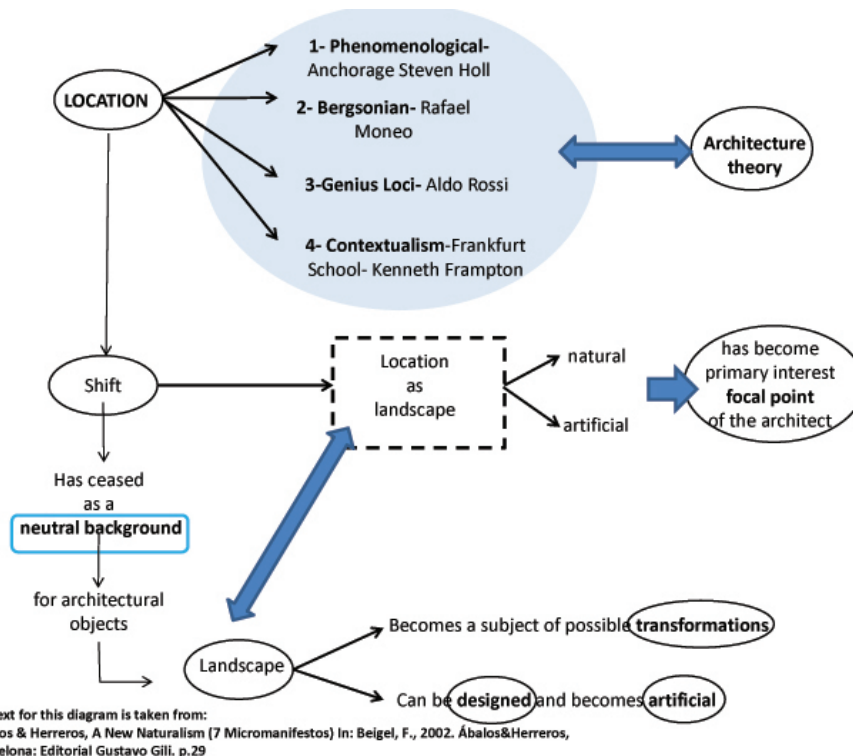 1- Phenomenological-
Anchorage Steven Holl
LOCATION
2- Bergsonian- Rafael
Moneo
Architecture
theory
3-Genius Loci- Aldo Rossi
4- Contextualism-Frankfurt
School- Kenneth Frampton
Shift
Location
as
landscape
natural
artificial
has become
primary interest
focal point
of the architect
Has ceased
as a
neutral background
for architectural
objects
Landscape
Becomes a subject of possible transformations
Can be designed and becomes artificial
ext for this diagram is taken from:
os & Herreros, A New Naturalism (7 Micromanifestos) In: Beigel, F., 2002. Ábalos&Herreros,
elona: Editorial Gustavo Gili. p.29